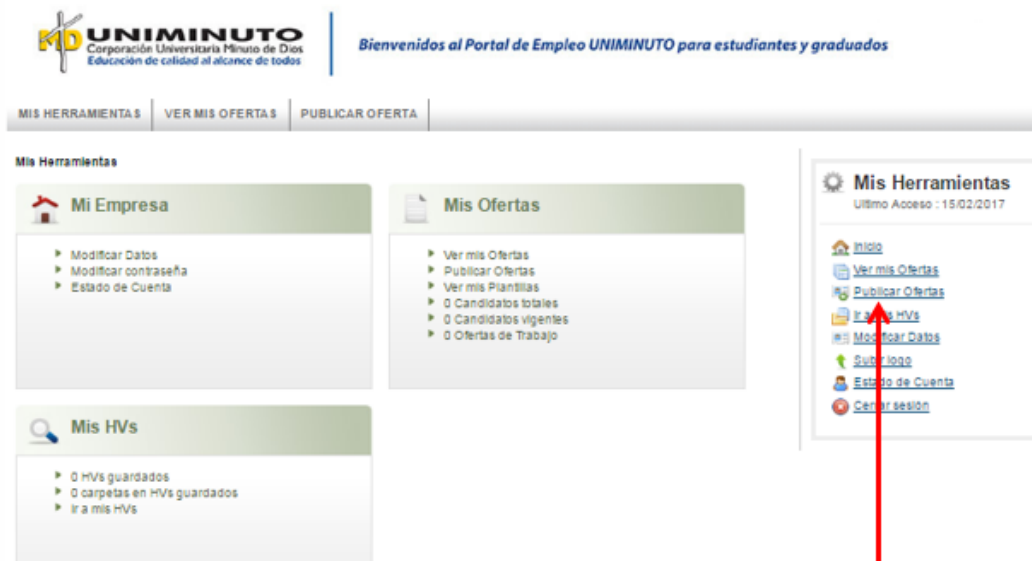 UNIMINUTO
Corporación Universitaria Minuto de Dios
Educación de calidad al alcance de todos
Bienvenidos al Portal de Empleo UNIMINUTO para estudiantes y graduados
MIS HERRAMIENTAS
VER MIS OFERTAS
PUBLICAR OFERTA
Mis Herramientas
Mi Empresa
Modificar Datos
Modificar contraseña
Estado de Cuenta
Mis Ofertas
Ver mis Ofertas
Publicar Ofertas
Ver mis Plantillas
0 Candidatos totales
0 Candidatos vigentes
0 Ofertas de Trabajo
Mis HVs
0 HVs guardados
0 carpetas en HVs guardados
Ir a mis HVs
Mis Herramientas
Ultimo Acceso : 15/02/2017
Inicio
Ver mis Ofertas
Publicar Ofertas
Ir a mis HVs
Modificar Datos
Subir logo
Estado de Cuenta
Cerrar sesión